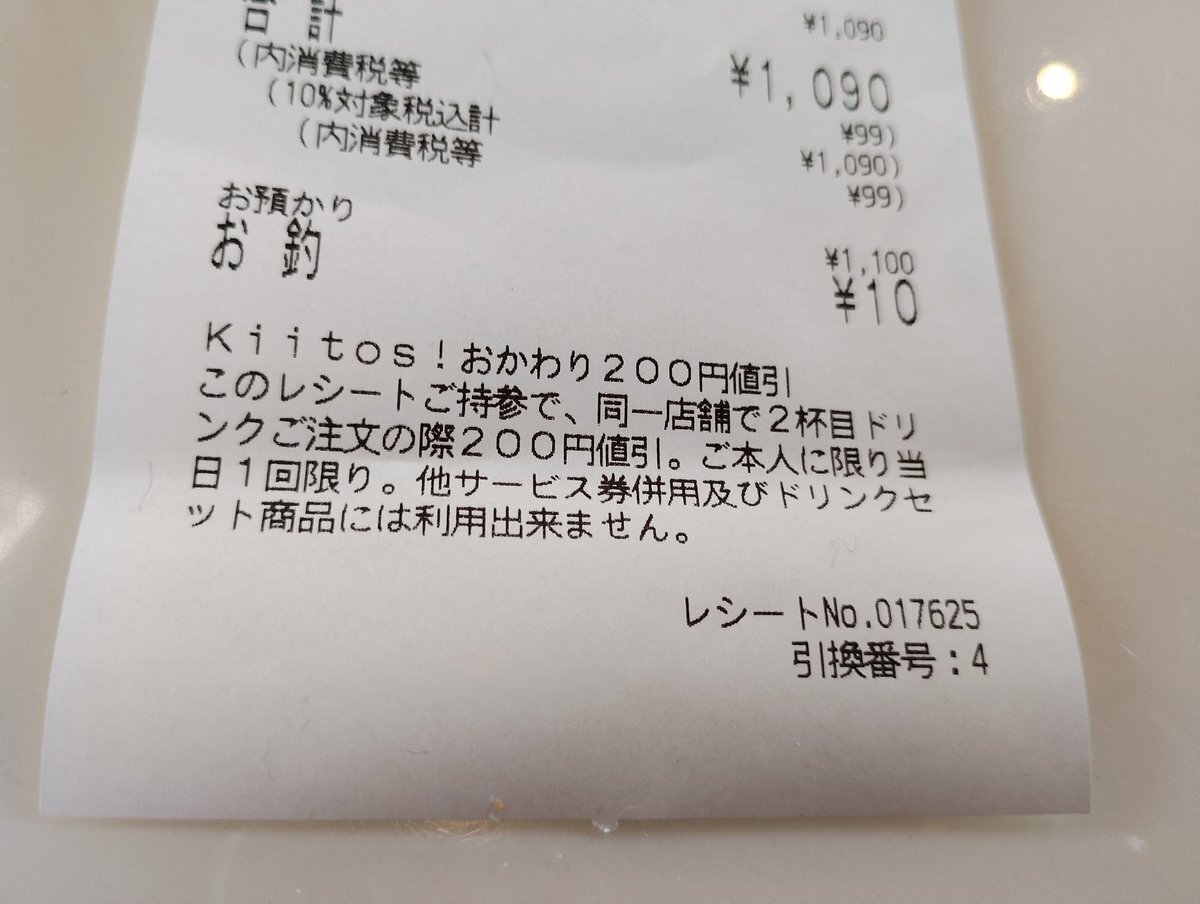 ¥1,090
合計 ¥1,090
(内消費税等 ¥99)
(10%対象税込計 ¥1,090)
(内消費税等 ¥99)
お預かり ¥1,100
お 釣 ¥10
Kiitos!おかわり200円値引
このレシートご持参で、同一店舗で2杯目ドリ
ンクご注文の際200円値引。ご本人に限り当
日1回限り。他サービス券併用及びドリンクセ
ット商品には利用出来ません。
レシートNo.017625
引換番号:4